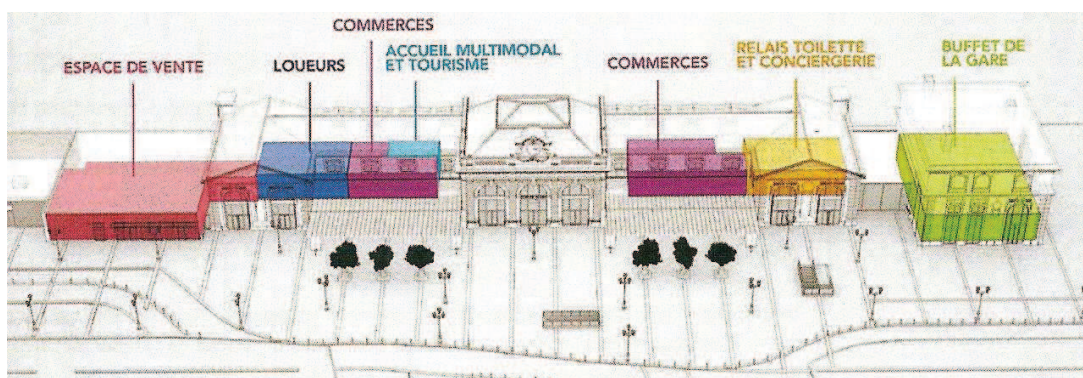 COMMERCES
ESPACE DE VENTE
LOUEURS
ACCUEIL MULTIMODAL
ET TOURISME
COMMERCES
RELAIS TOILETTE
ET CONCIERGERIE
BUFFET DE
LA GARE